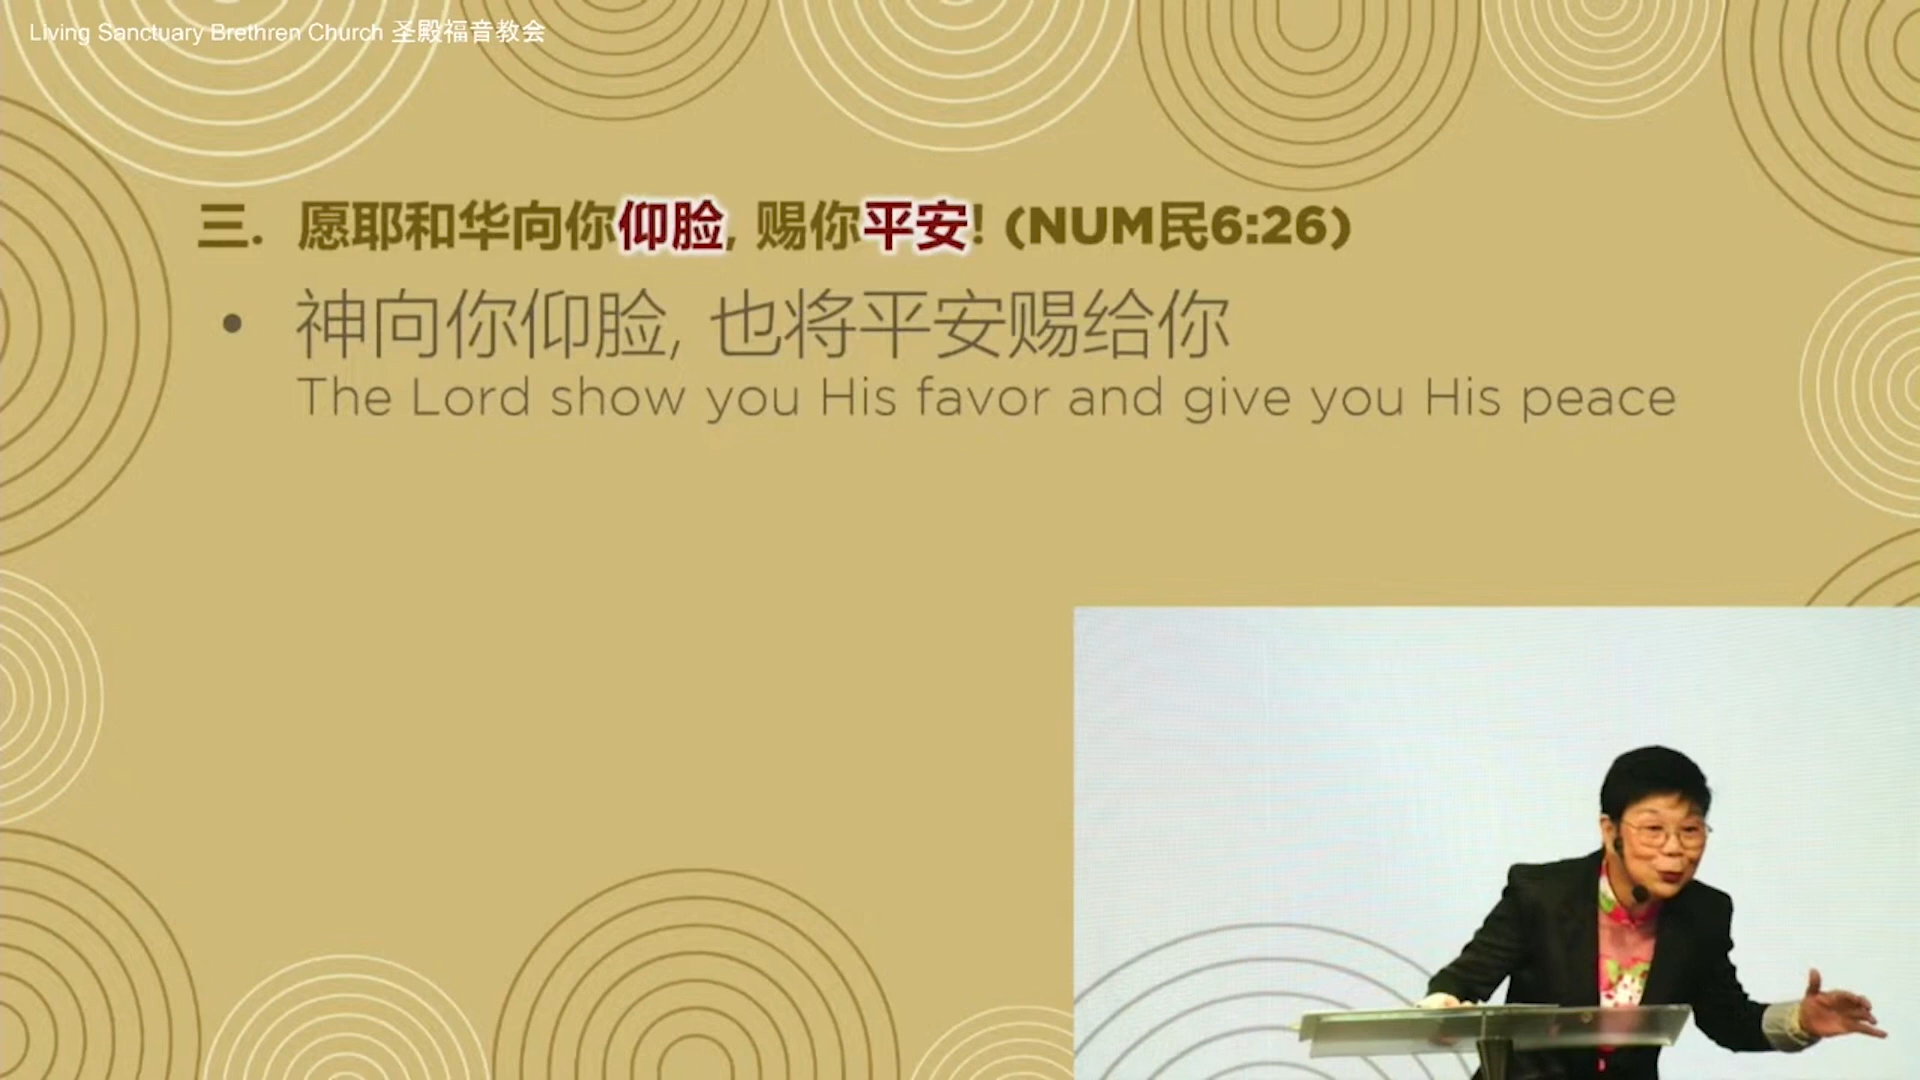 Living Sanctuary Brethren Church 圣殿福音教会
三. 愿耶和华向你仰脸, 赐你平安! (NUM民6:26)
• 神向你仰脸, 也将平安赐给你
The Lord show you His favor and give you His peace